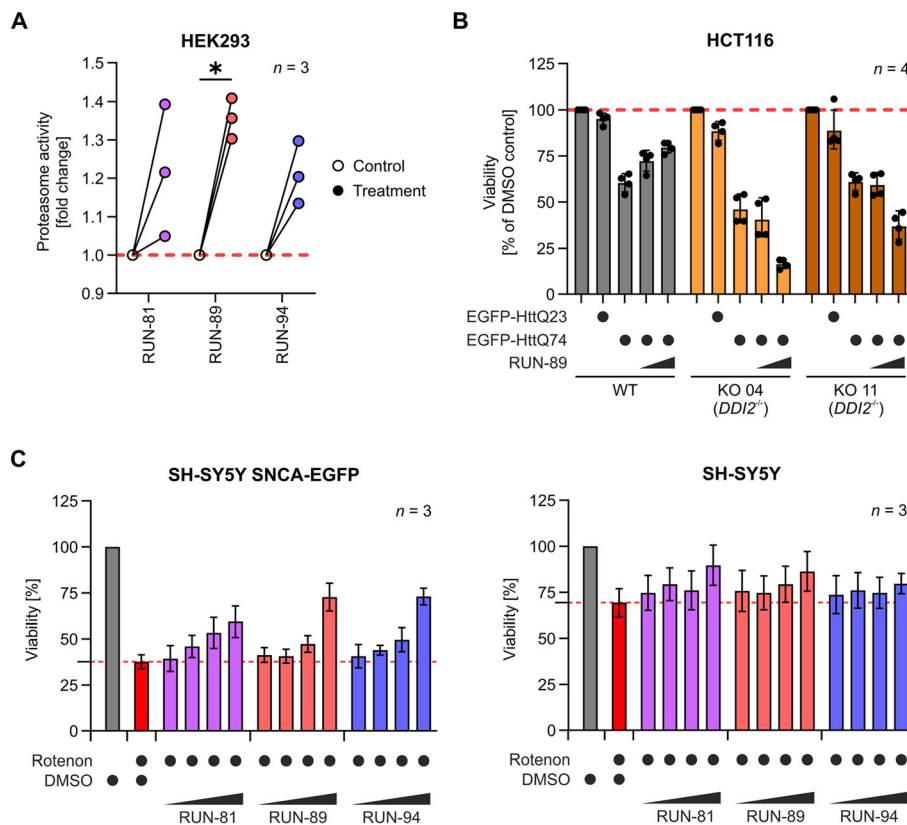 A
HEK293
n = 3
1.5
1.4
1.3
1.2
1.1
1.0
0.9
Proteasome activity
[fold change]
*
Control
Treatment
RUN-81
RUN-89
RUN-94
B
HCT116
n = 4
125
100
75
50
25
0
Viability
[% of DMSO control]
EGFP-HttQ23
EGFP-HttQ74
RUN-89
WT
KO 04
(DDI2-/-)
KO 11
(DDI2-/-)
C
SH-SY5Y SNCA-EGFP
n = 3
125
100
75
50
25
0
Viability [%]
Rotenon
DMSO
RUN-81
RUN-89
RUN-94
SH-SY5Y
n = 3
125
100
75
50
25
0
Viability [%]
Rotenon
DMSO
RUN-81
RUN-89
RUN-94